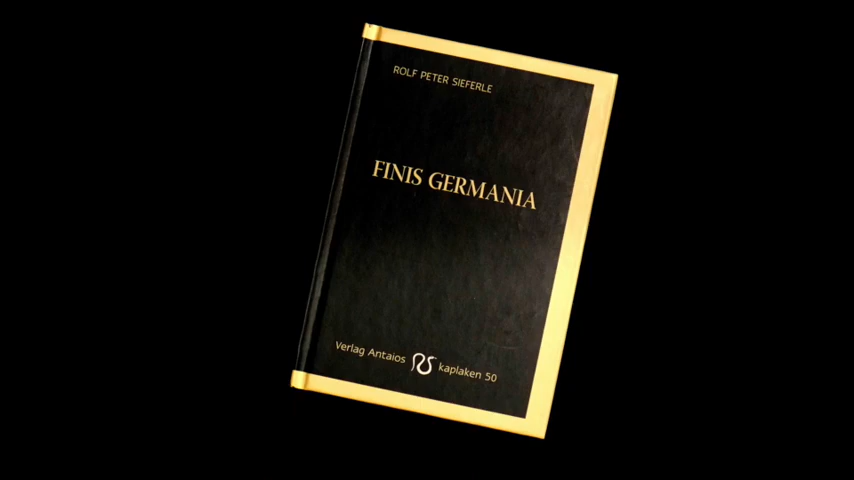 ROLF PETER SIEFERLE
FINIS GERMANIA
Verlag Antaios kaplaken 50